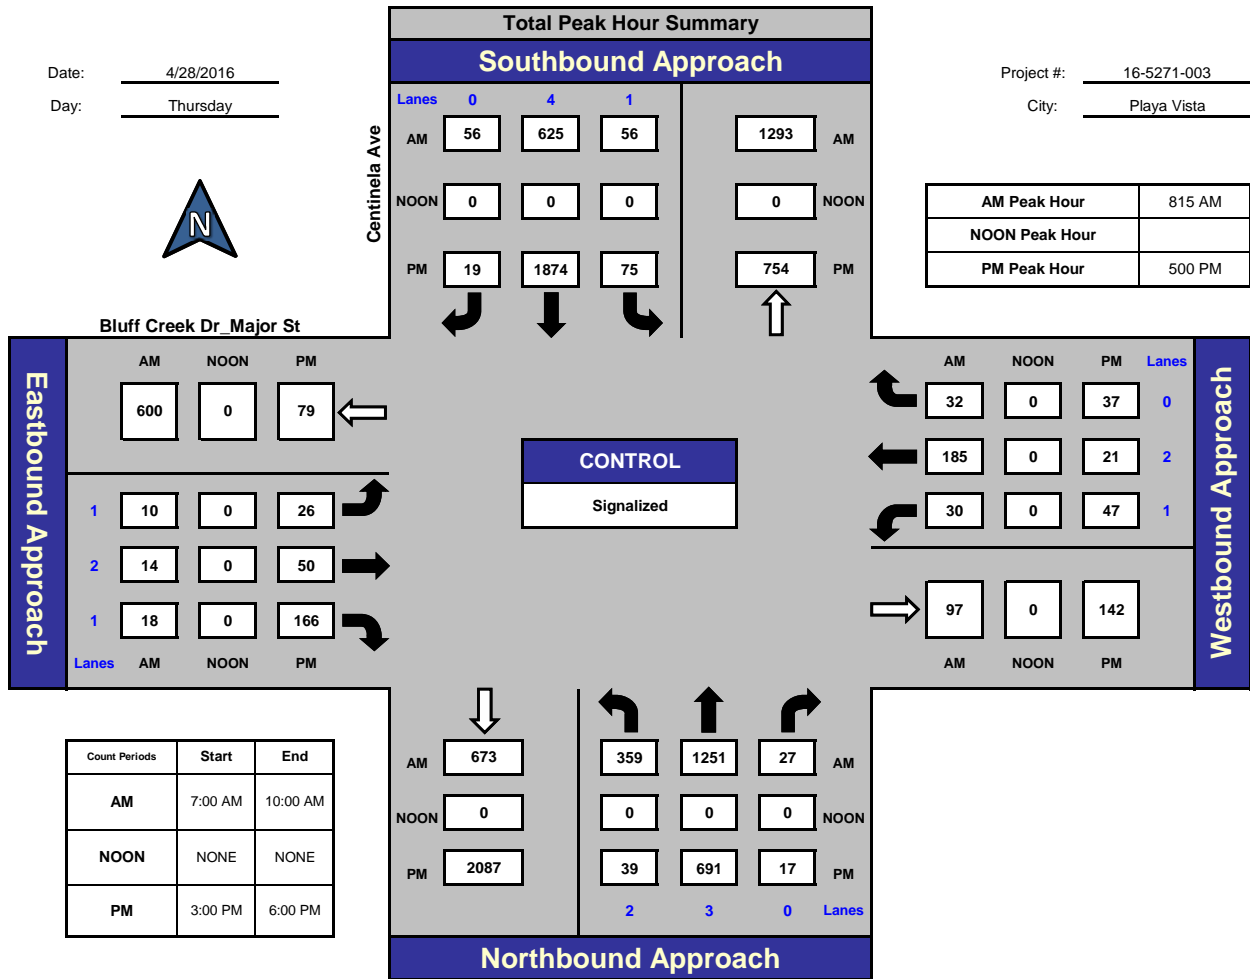 Total Peak Hour Summary
Southbound Approach
Date: 4/28/2016
Day: Thursday
Project #: 16-5271-003
City: Playa Vista
Centinela Ave
Lanes 0 4 1
AM 56 625 56 1293 AM
NOON 0 0 0 0 NOON
PM 19 1874 75 754 PM
N
AM Peak Hour 815 AM
NOON Peak Hour
PM Peak Hour 500 PM
Bluff Creek Dr_Major St
Eastbound Approach
AM NOON PM
600 0 79
1 10 0 26
2 14 0 50
1 18 0 166
Lanes AM NOON PM
CONTROL
Signalized
AM NOON PM Lanes
32 0 37 0
185 0 21 2
30 0 47 1
97 0 142
AM NOON PM
Westbound Approach
Count Periods Start End
AM 7:00 AM 10:00 AM
NOON NONE NONE
PM 3:00 PM 6:00 PM
AM 673 359 1251 27 AM
NOON 0 0 0 0 NOON
PM 2087 39 691 17 PM
2 3 0 Lanes
Northbound Approach